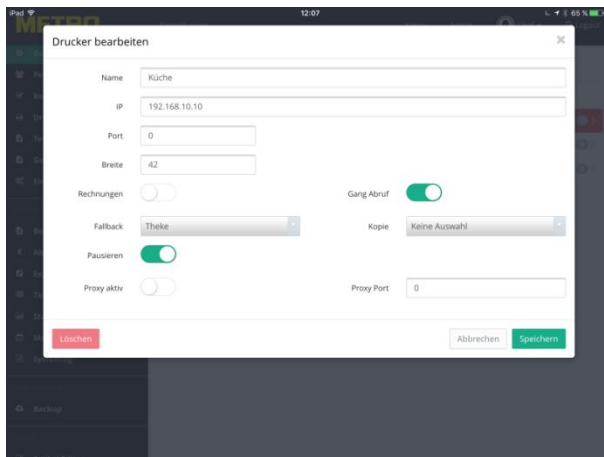 iPad 12:07 65 %
METRO
Drucker bearbeiten ×
Name Küche
IP 192.168.10.10
Port 0
Breite 42
Rechnungen Gang Abruf
Fallback Theke Kopie Keine Auswahl
Pausieren
Proxy aktiv Proxy Port 0
Löschen Abbrechen Speichern
Backup